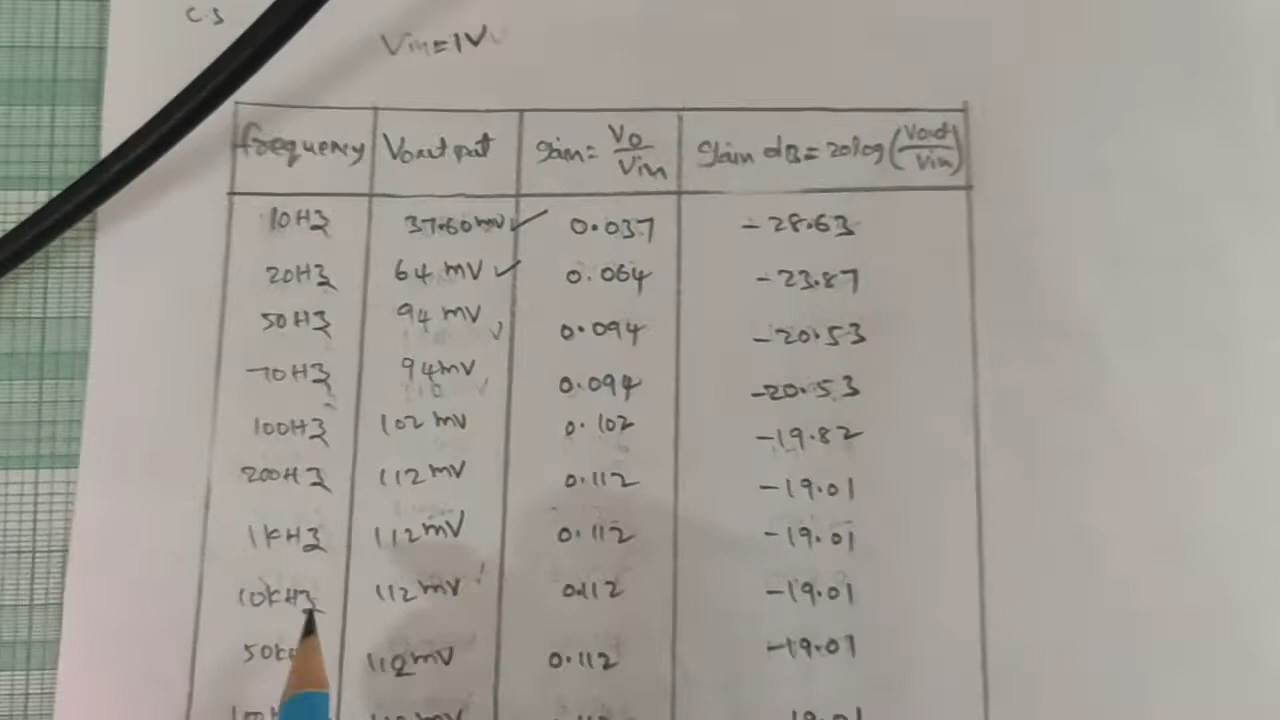 C.S
Vin=1V
frequency Voutput gain= Vo/Vin Gain dB=20log(Vout/Vin)
10Hz 37.60mv ✓ 0.037 -28.63
20Hz 64 mV ✓ 0.064 -23.87
50Hz 94 mV 0.094 -20.53
70Hz 94mV 0.094 -20.53
100Hz 102 mV 0.102 -19.82
200Hz 112mV 0.112 -19.01
1KHz 112mV 0.112 -19.01
10KHz 112mV 0.112 -19.01
50K 112mV 0.112 -19.01